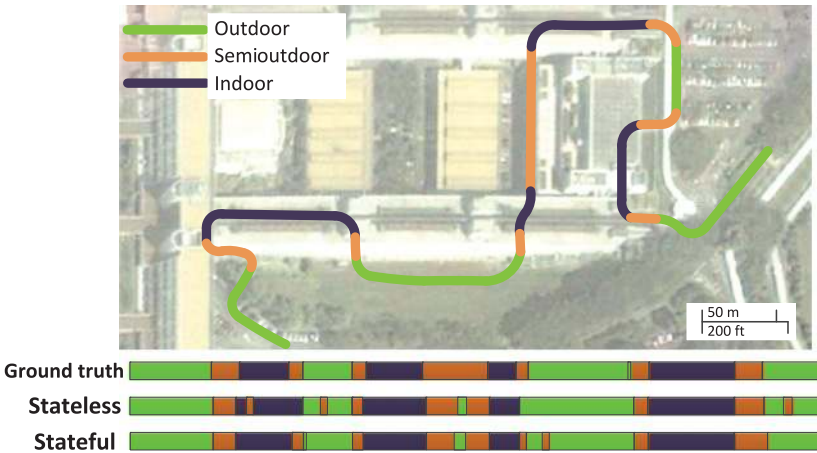 Outdoor
Semioutdoor
Indoor
50 m
200 ft
Ground truth
Stateless
Stateful